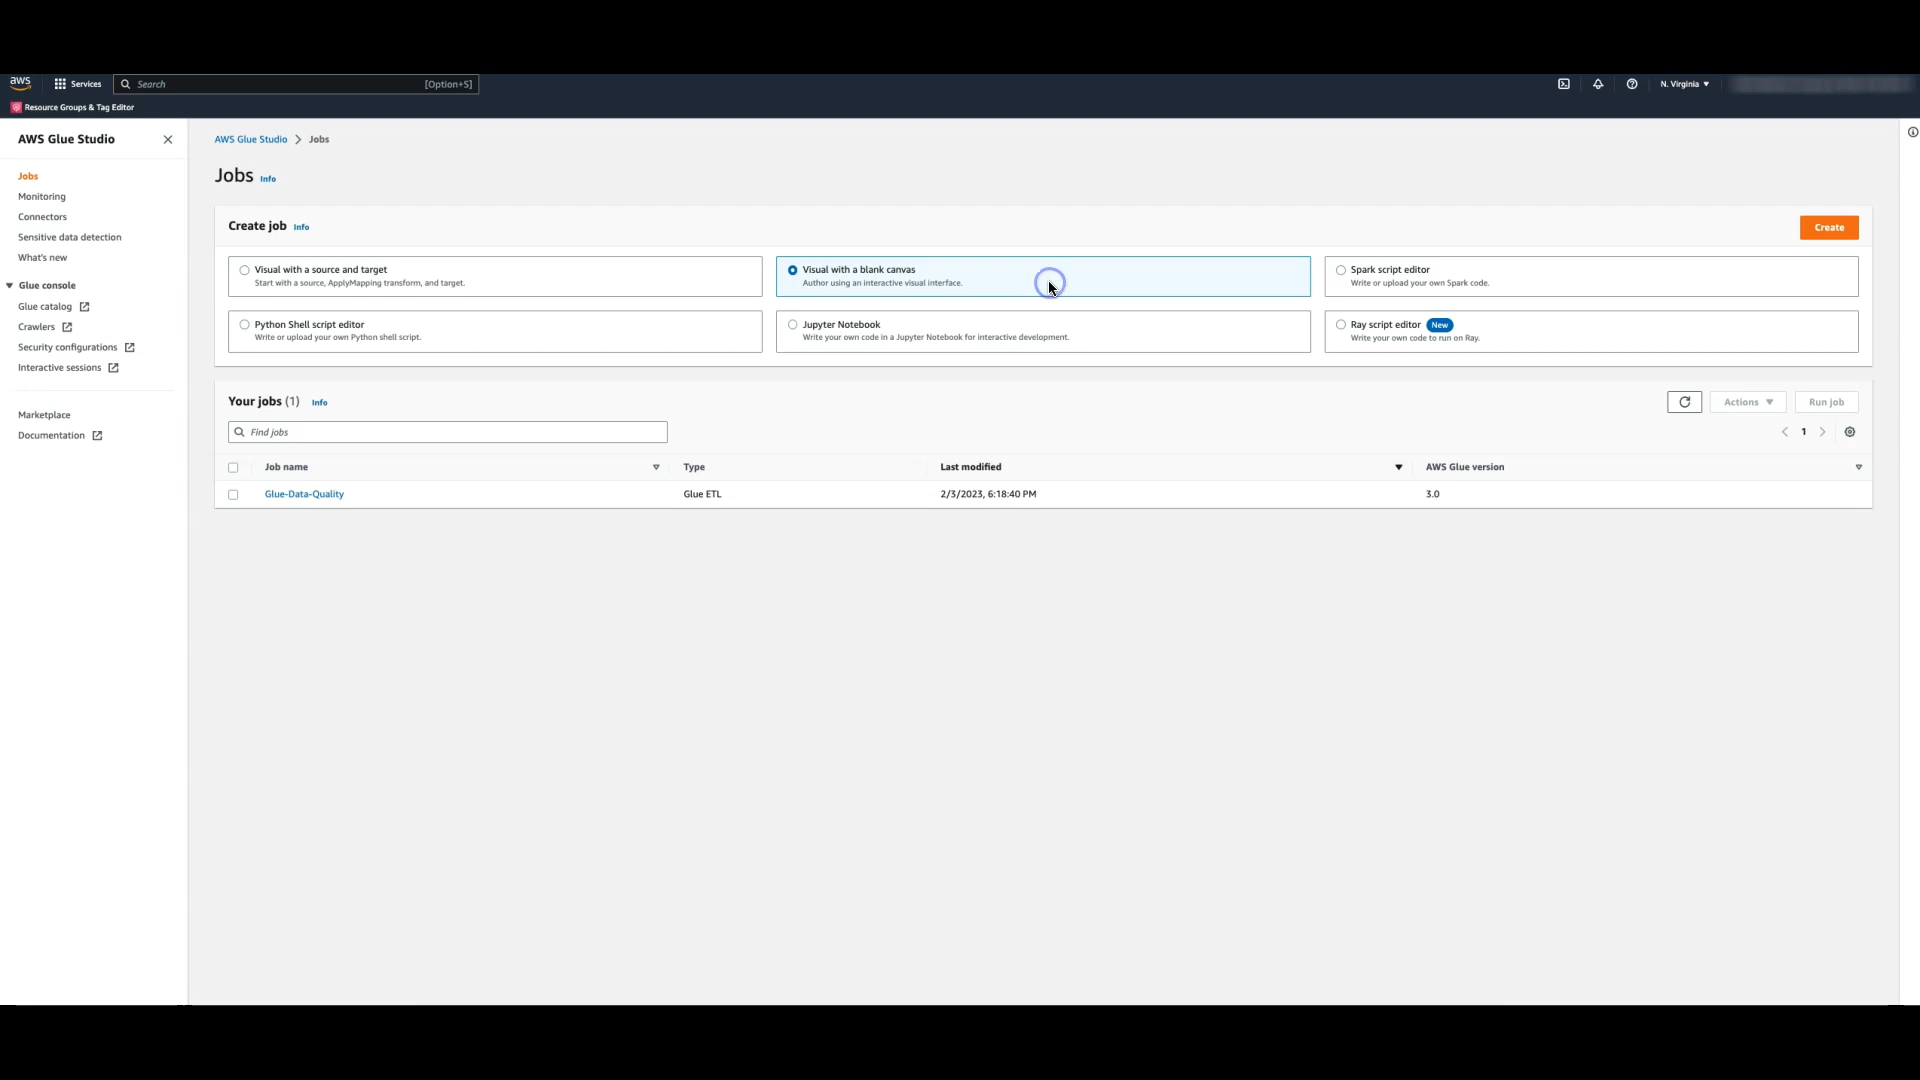 aws
Services
Search
[Option+S]
N. Virginia
Resource Groups & Tag Editor
AWS Glue Studio
Jobs
Monitoring
Connectors
Sensitive data detection
What's new
Glue console
Glue catalog
Crawlers
Security configurations
Interactive sessions
Marketplace
Documentation
AWS Glue Studio > Jobs
Jobs Info
Create job Info
Create
Visual with a source and target
Start with a source, ApplyMapping transform, and target.
Visual with a blank canvas
Author using an interactive visual interface.
Spark script editor
Write or upload your own Spark code.
Python Shell script editor
Write or upload your own Python shell script.
Jupyter Notebook
Write your own code in a Jupyter Notebook for interactive development.
Ray script editor New
Write your own code to run on Ray.
Your jobs (1) Info
Actions
Run job
Find jobs
1
Job name Type Last modified AWS Glue version
Glue-Data-Quality Glue ETL 2/3/2023, 6:18:40 PM 3.0